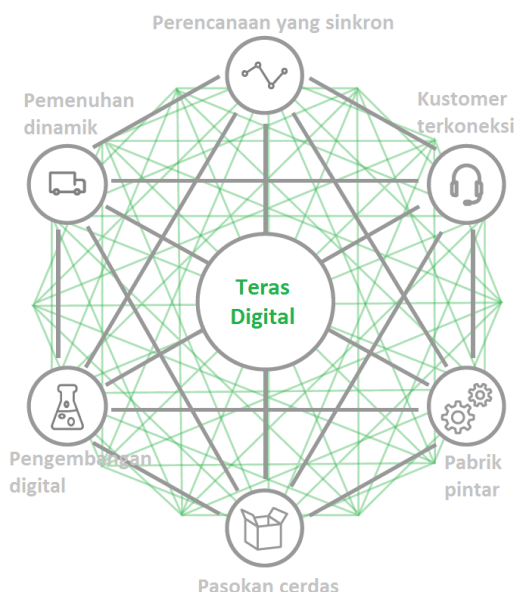 Perencanaan yang sinkron
Pemenuhan
dinamik
Kustomer
terkoneksi
Teras
Digital
Pengembangan
digital
Pabrik
pintar
Pasokan cerdas